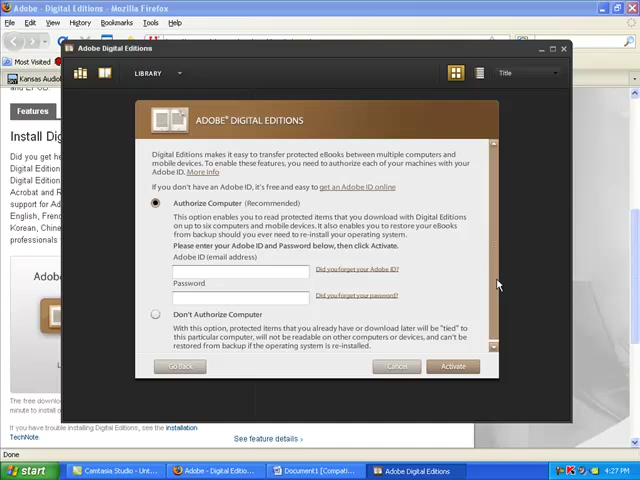 Adobe - Digital Editions - Mozilla Firefox
File Edit View History Bookmarks Tools Help
Most Visited
Kansas Audio
Features
Install Dig
Did you get he
Digital Edition
Digital Edition
Acrobat and R
support for Ad
English, Frenc
Korean, Chine
professionals
Adob
L
The free downloa
minute to install o
If you have trouble installing Digital Editions, see the installation
TechNote.
See feature details ›
Done
Adobe Digital Editions
LIBRARY
Title
ADOBE® DIGITAL EDITIONS
Digital Editions makes it easy to transfer protected eBooks between multiple computers and
mobile devices. To enable these features, you need to authorize each of your machines with your
Adobe ID. More Info
If you don't have an Adobe ID, it's free and easy to get an Adobe ID online
Authorize Computer (Recommended)
This option enables you to read protected items that you download with Digital Editions
on up to six computers and mobile devices. It also enables you to restore your eBooks
from backup should you ever need to re-install your operating system.
Please enter your Adobe ID and Password below, then click Activate.
Adobe ID (email address)
Did you forget your Adobe ID?
Password
Did you forget your password?
Don't Authorize Computer
With this option, protected items that you already have or download later will be "tied" to
this particular computer, will not be readable on other computers or devices, and can't be
restored from backup if the operating system is re-installed.
Go Back
Cancel
Activate
start
Camtasia Studio - Unt...
Adobe - Digital Editio...
Document1 [Compati...
Adobe Digital Editions
4:27 PM